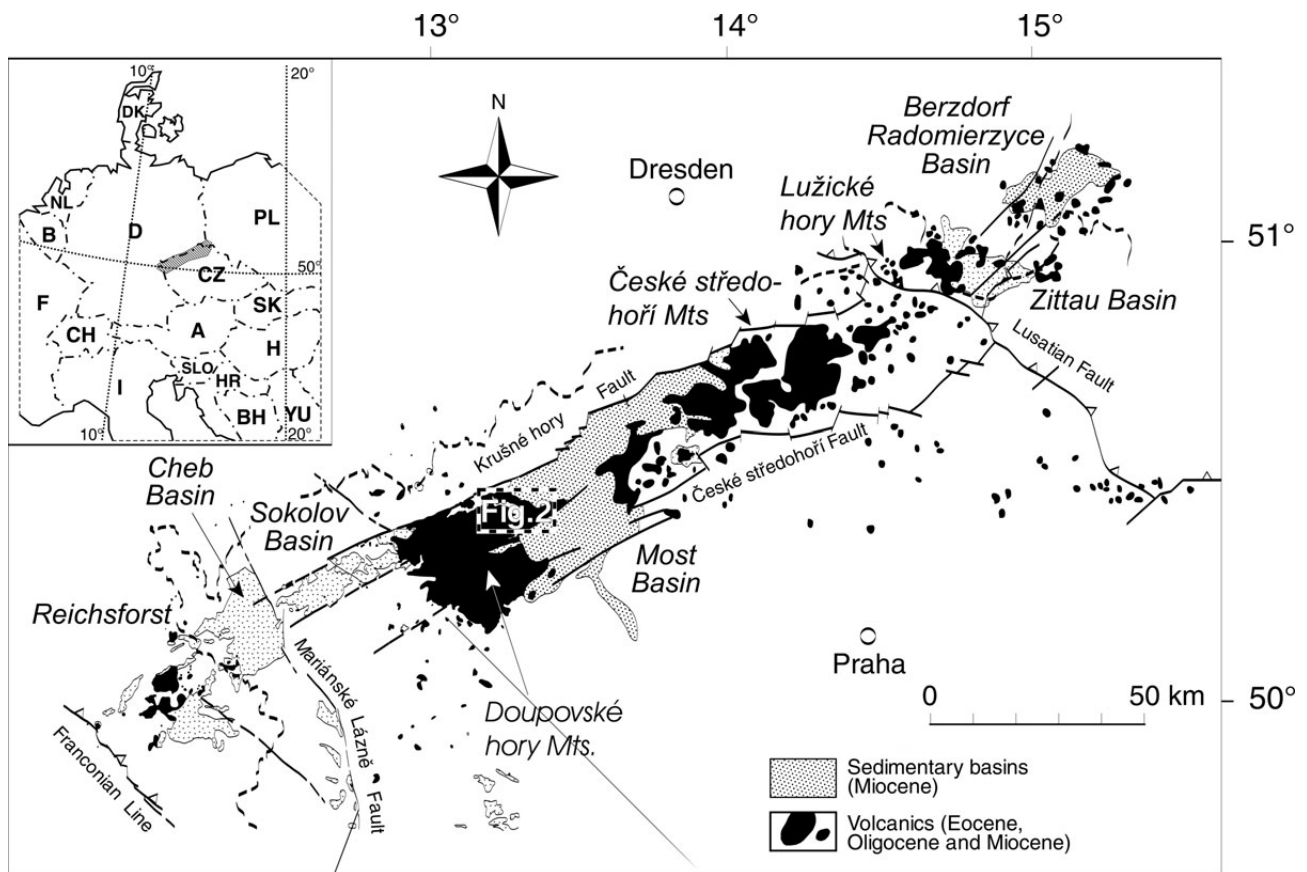 13°
14°
15°
10°
20°
DK
NL
B
D
PL
50°
CZ
F
SK
CH
A
H
SLO
HR
I
BH
YU
10°
20°
N
Dresden
Berzdorf
Radomierzyce
Basin
Lužické
hory Mts
51°
České středo-
hoří Mts
Zittau Basin
Lusatian Fault
Krušné hory
Fault
České středohoří Fault
Cheb
Basin
Sokolov
Basin
Fig.2
Most
Basin
Reichsforst
Praha
Mariánské Lázně
Fault
Doupovské
hory Mts.
0
50 km
50°
Franconian Line
Sedimentary basins
(Miocene)
Volcanics (Eocene,
Oligocene and Miocene)